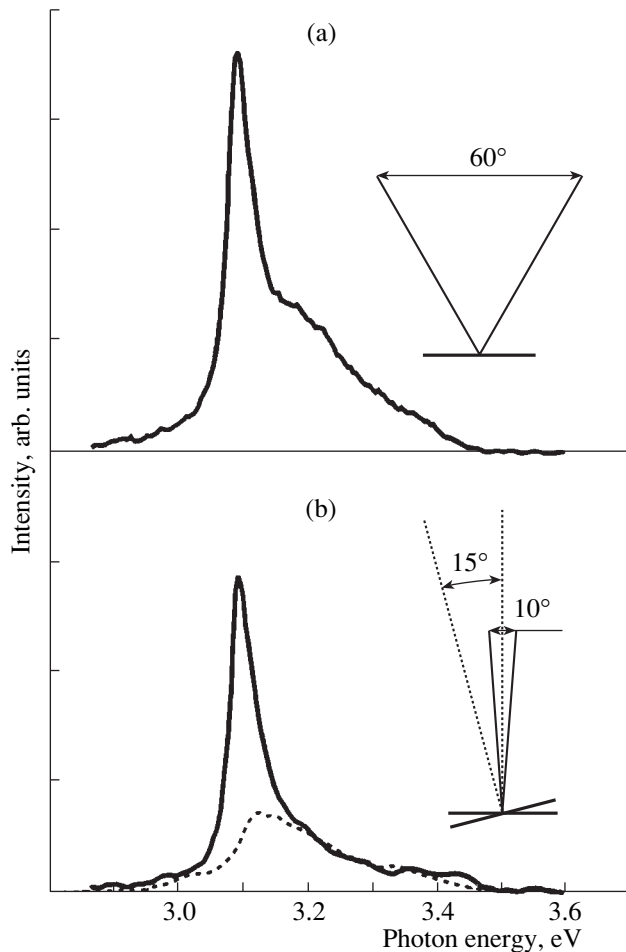 (a)
60°
Intensity, arb. units
(b)
15°
10°
3.0 3.2 3.4 3.6
Photon energy, eV